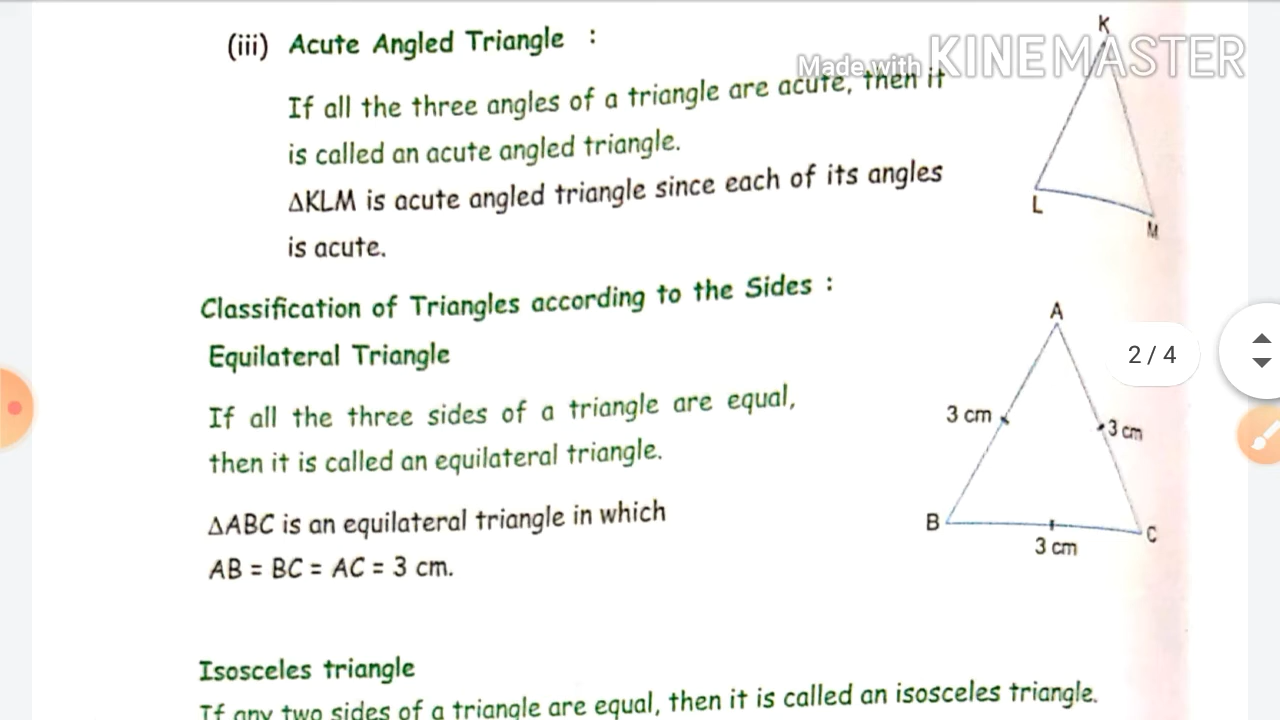 (iii) Acute Angled Triangle :
K
Made with KINEMASTER
If all the three angles of a triangle are acute, then it
is called an acute angled triangle.
ΔKLM is acute angled triangle since each of its angles
is acute.
L
M
Classification of Triangles according to the Sides :
A
Equilateral Triangle
2 / 4
If all the three sides of a triangle are equal,
then it is called an equilateral triangle.
3 cm
3 cm
ΔABC is an equilateral triangle in which
AB = BC = AC = 3 cm.
B
C
3 cm
Isosceles triangle
If any two sides of a triangle are equal, then it is called an isosceles triangle.